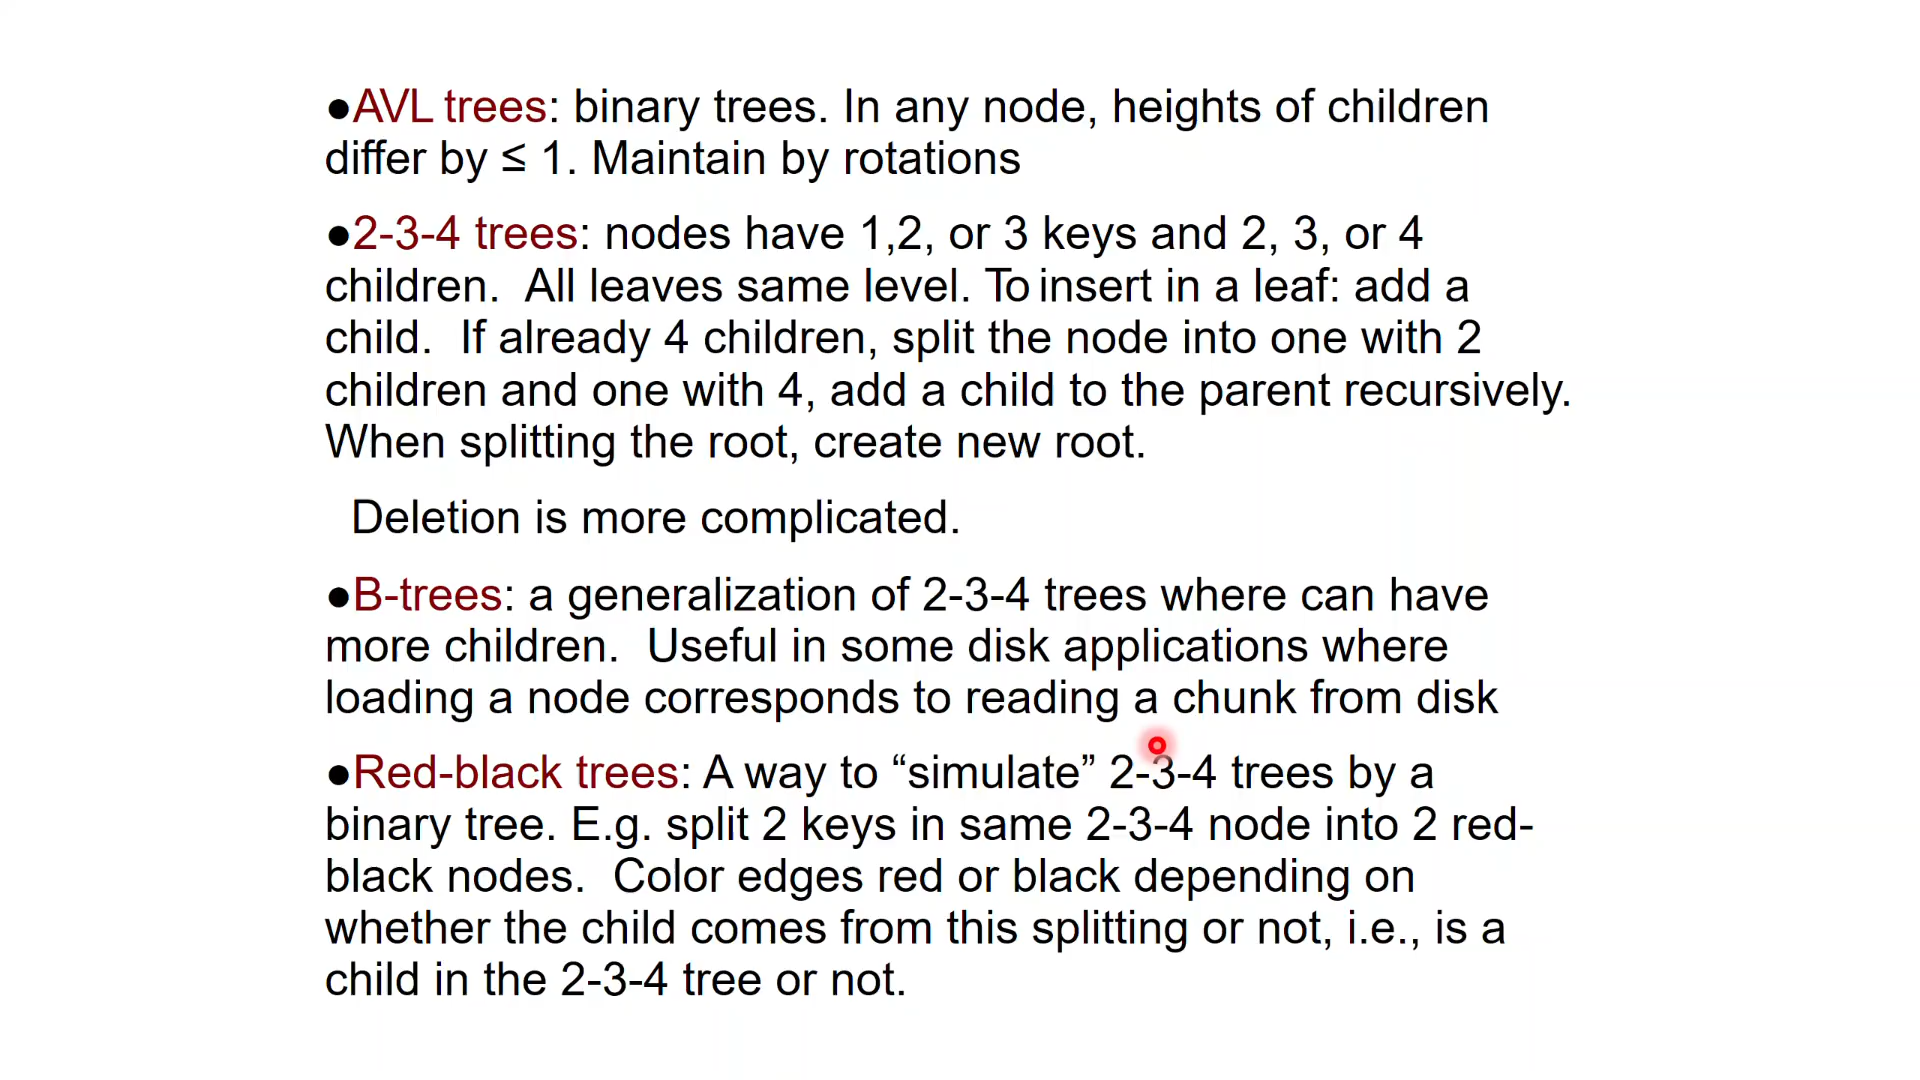 ●AVL trees: binary trees. In any node, heights of children
differ by ≤ 1. Maintain by rotations
●2-3-4 trees: nodes have 1,2, or 3 keys and 2, 3, or 4
children.  All leaves same level. To insert in a leaf: add a
child.  If already 4 children, split the node into one with 2
children and one with 4, add a child to the parent recursively.
When splitting the root, create new root.
Deletion is more complicated.
●B-trees: a generalization of 2-3-4 trees where can have
more children.  Useful in some disk applications where
loading a node corresponds to reading a chunk from disk
●Red-black trees: A way to “simulate” 2-3-4 trees by a
binary tree. E.g. split 2 keys in same 2-3-4 node into 2 red-
black nodes.  Color edges red or black depending on
whether the child comes from this splitting or not, i.e., is a
child in the 2-3-4 tree or not.